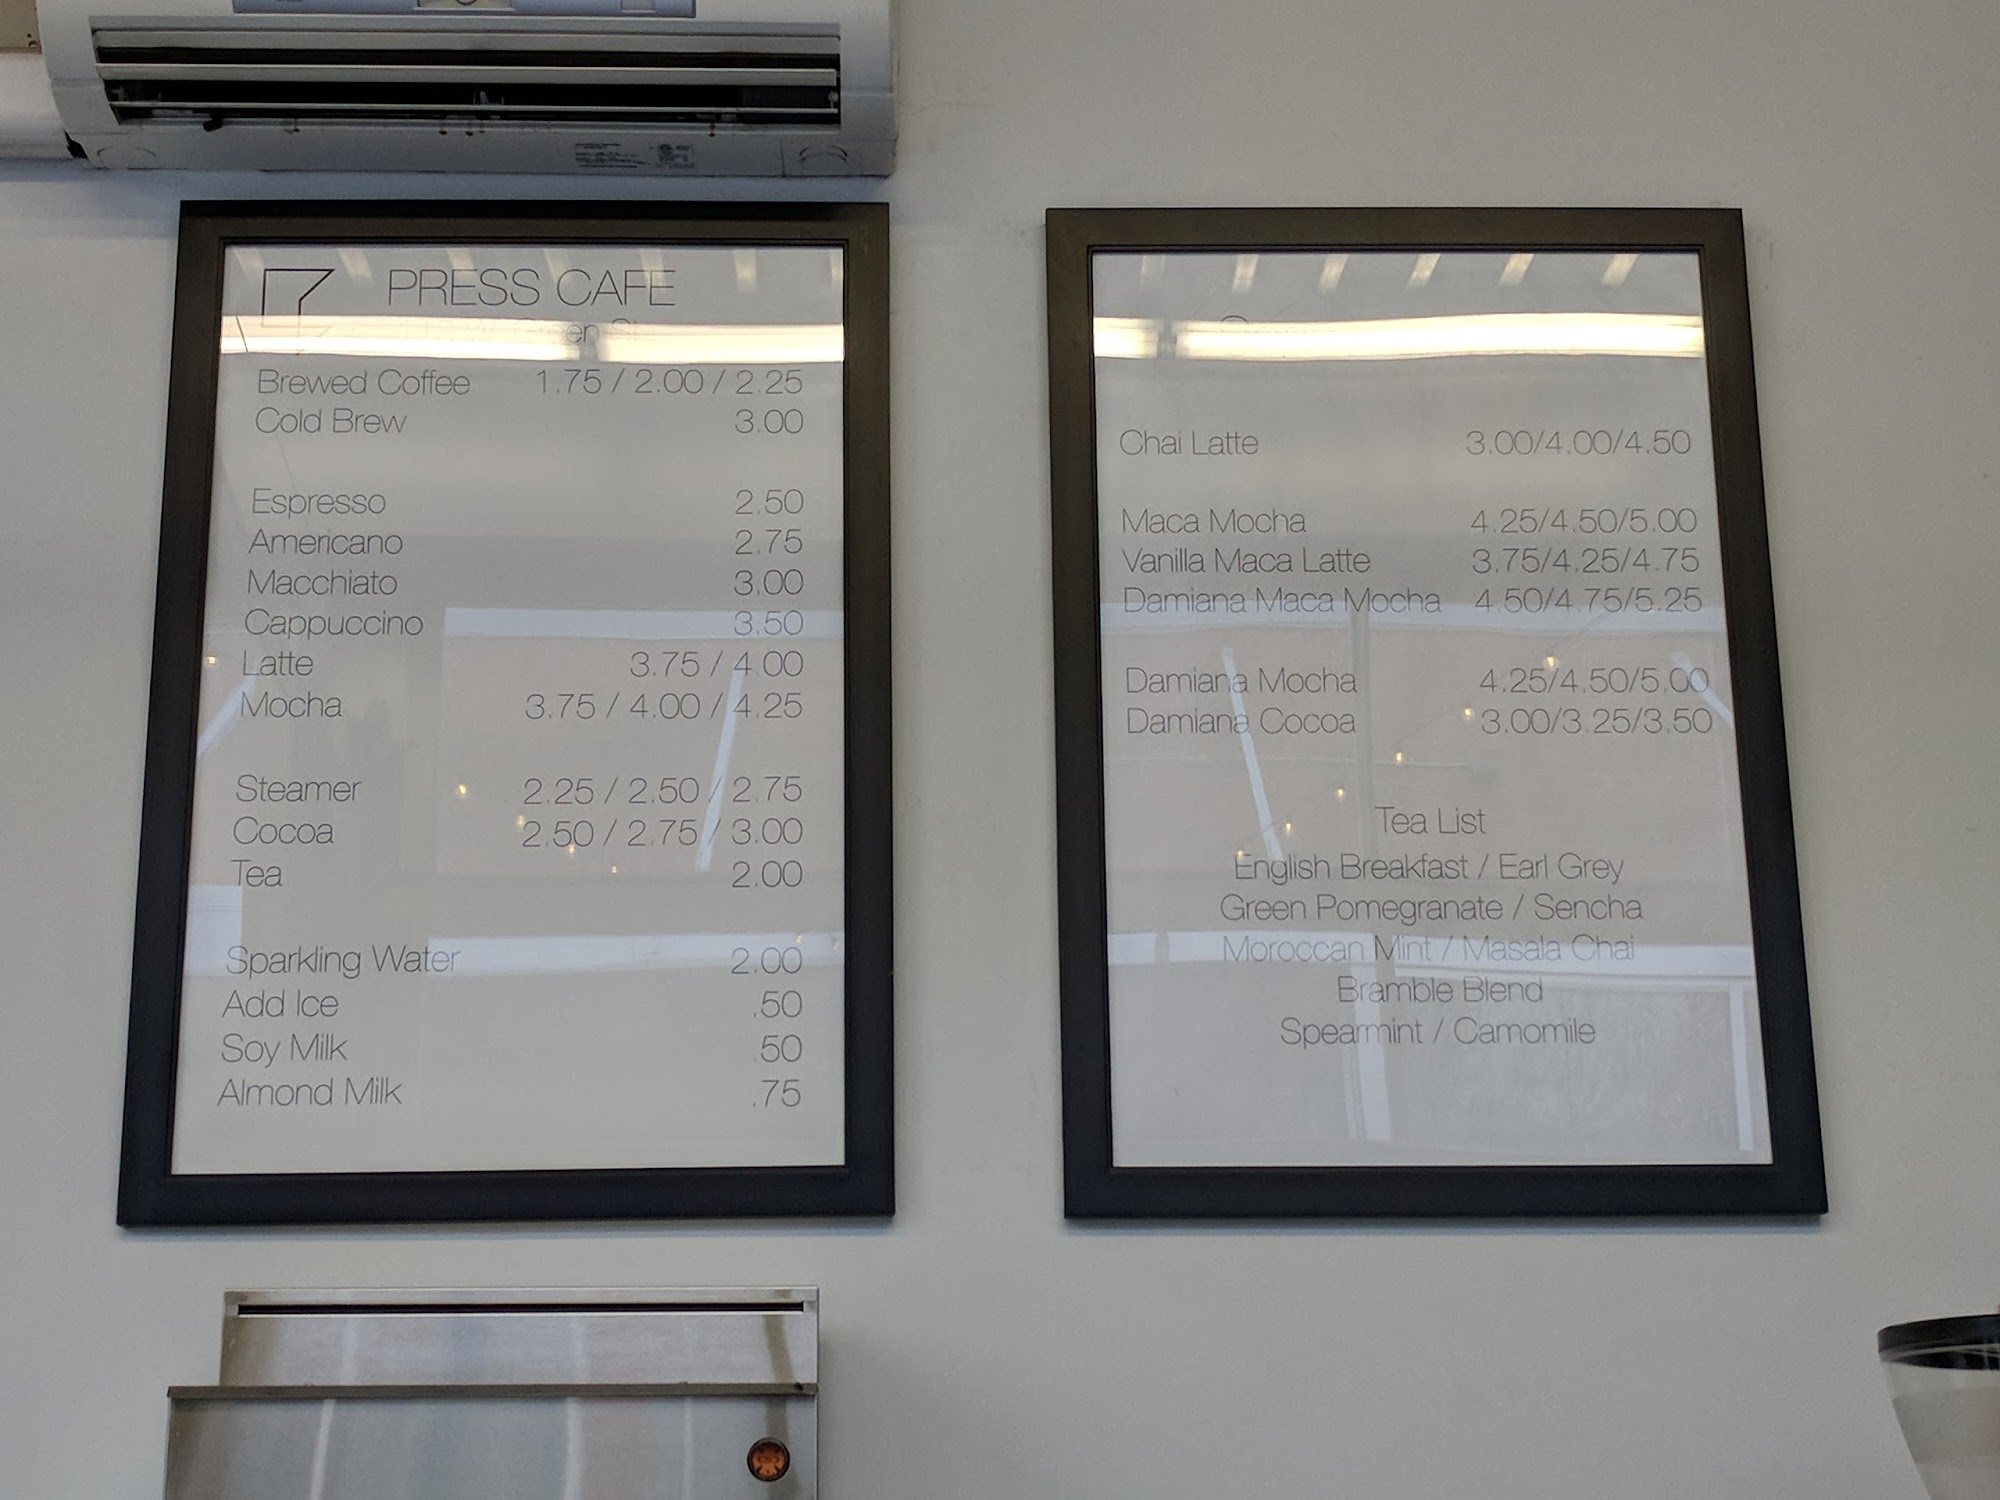 PRESS CAFE
118 W. Green St
Brewed Coffee 1.75 / 2.00 / 2.25
Cold Brew 3.00
Espresso 2.50
Americano 2.75
Macchiato 3.00
Cappuccino 3.50
Latte 3.75 / 4.00
Mocha 3.75 / 4.00 / 4.25
Steamer 2.25 / 2.50 / 2.75
Cocoa 2.50 / 2.75 / 3.00
Tea 2.00
Sparkling Water 2.00
Add Ice .50
Soy Milk .50
Almond Milk .75
Chai Latte 3.00/4.00/4.50
Maca Mocha 4.25/4.50/5.00
Vanilla Maca Latte 3.75/4.25/4.75
Damiana Maca Mocha 4.50/4.75/5.25
Damiana Mocha 4.25/4.50/5.00
Damiana Cocoa 3.00/3.25/3.50
Tea List
English Breakfast / Earl Grey
Green Pomegranate / Sencha
Moroccan Mint / Masala Chai
Bramble Blend
Spearmint / Camomile